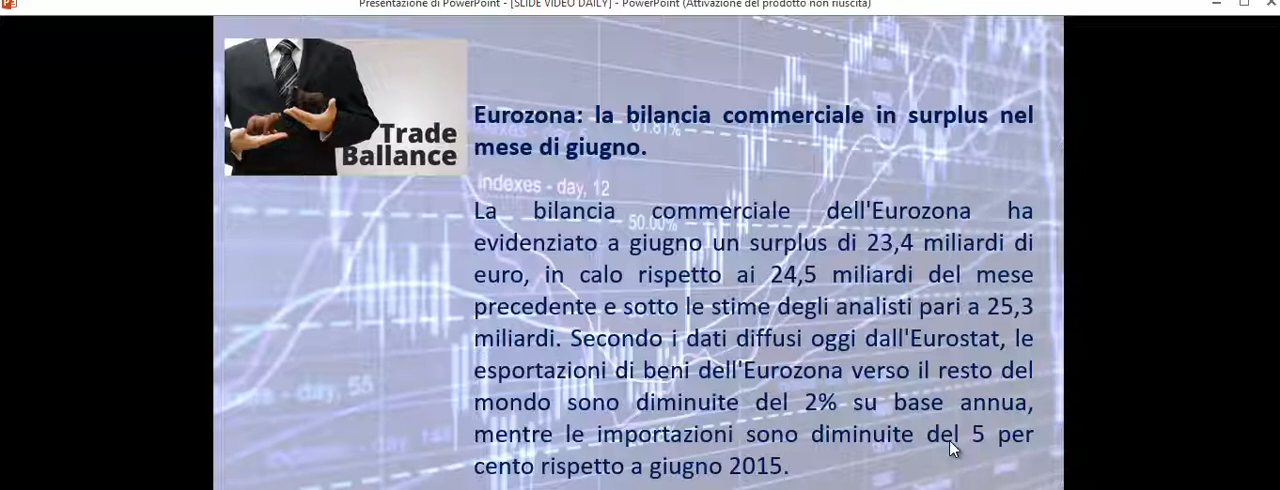 Presentazione di PowerPoint - [SLIDE VIDEO DAILY] - PowerPoint (Attivazione del prodotto non riuscita)
Trade
Ballance
Eurozona: la bilancia commerciale in surplus nel
mese di giugno.
61.81%
indexes - day, 12
50.00%
La bilancia commerciale dell'Eurozona ha
evidenziato a giugno un surplus di 23,4 miliardi di
euro, in calo rispetto ai 24,5 miliardi del mese
precedente e sotto le stime degli analisti pari a 25,3
miliardi. Secondo i dati diffusi oggi dall'Eurostat, le
esportazioni di beni dell'Eurozona verso il resto del
mondo sono diminuite del 2% su base annua,
mentre le importazioni sono diminuite del 5 per
cento rispetto a giugno 2015.